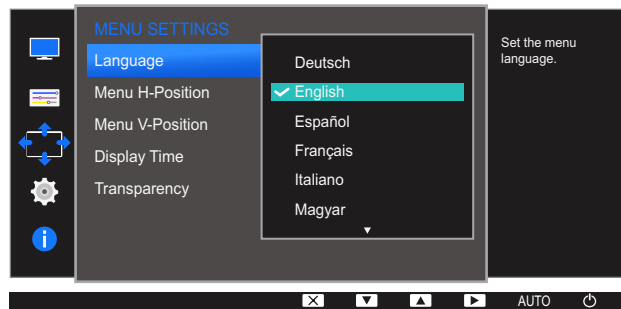 MENU SETTINGS
Language
Menu H-Position
Menu V-Position
Display Time
Transparency
Deutsch
English
Español
Français
Italiano
Magyar
Set the menu
language.
AUTO